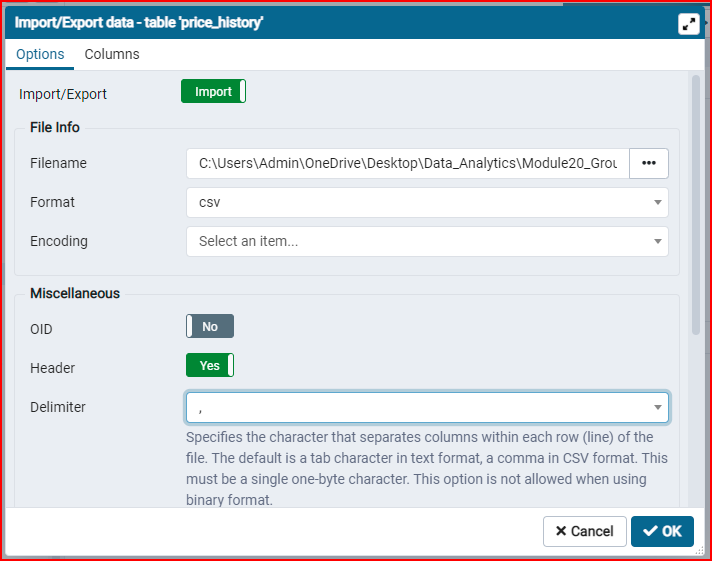 Import/Export data - table 'price_history'
Options Columns
Import/Export Import
File Info
Filename C:\Users\Admin\OneDrive\Desktop\Data_Analytics\Module20_Grou •••
Format csv
Encoding Select an item...
Miscellaneous
OID No
Header Yes
Delimiter ,
Specifies the character that separates columns within each row (line) of the
file. The default is a tab character in text format, a comma in CSV format. This
must be a single one-byte character. This option is not allowed when using
binary format.
Cancel OK